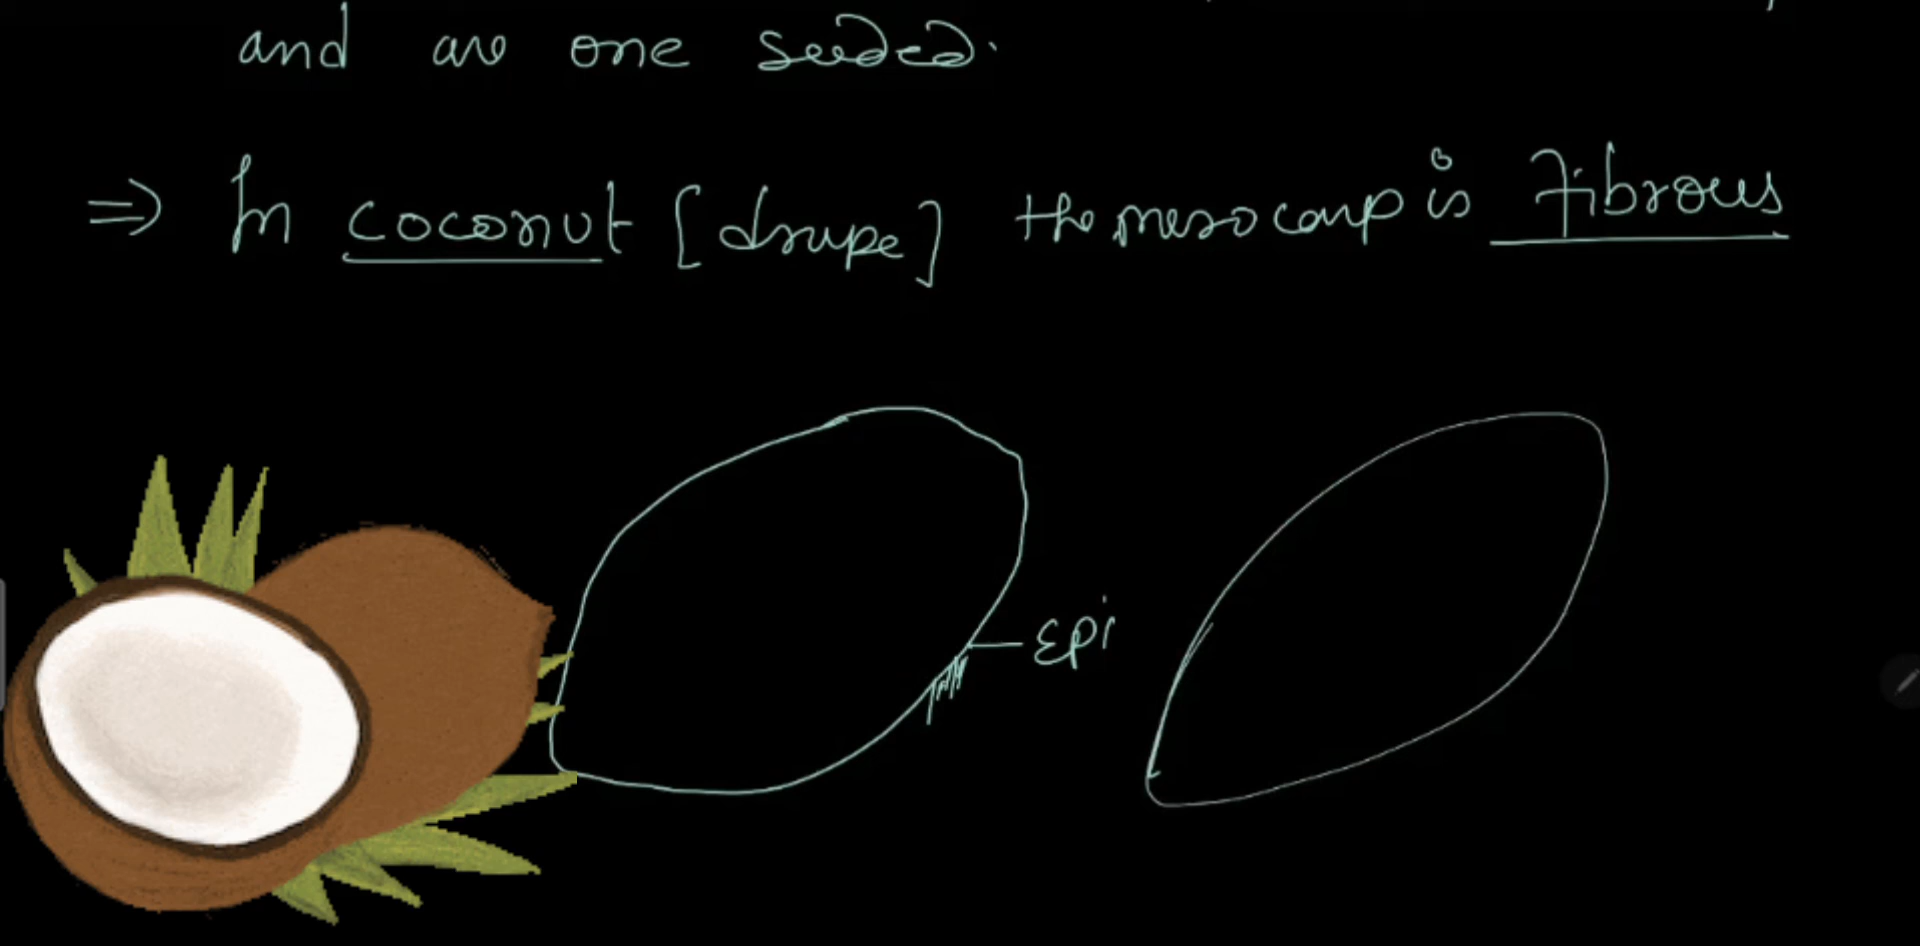 and are one seeded.
⇒ In coconut [drupe] the mesocarp is Fibrous
Epi